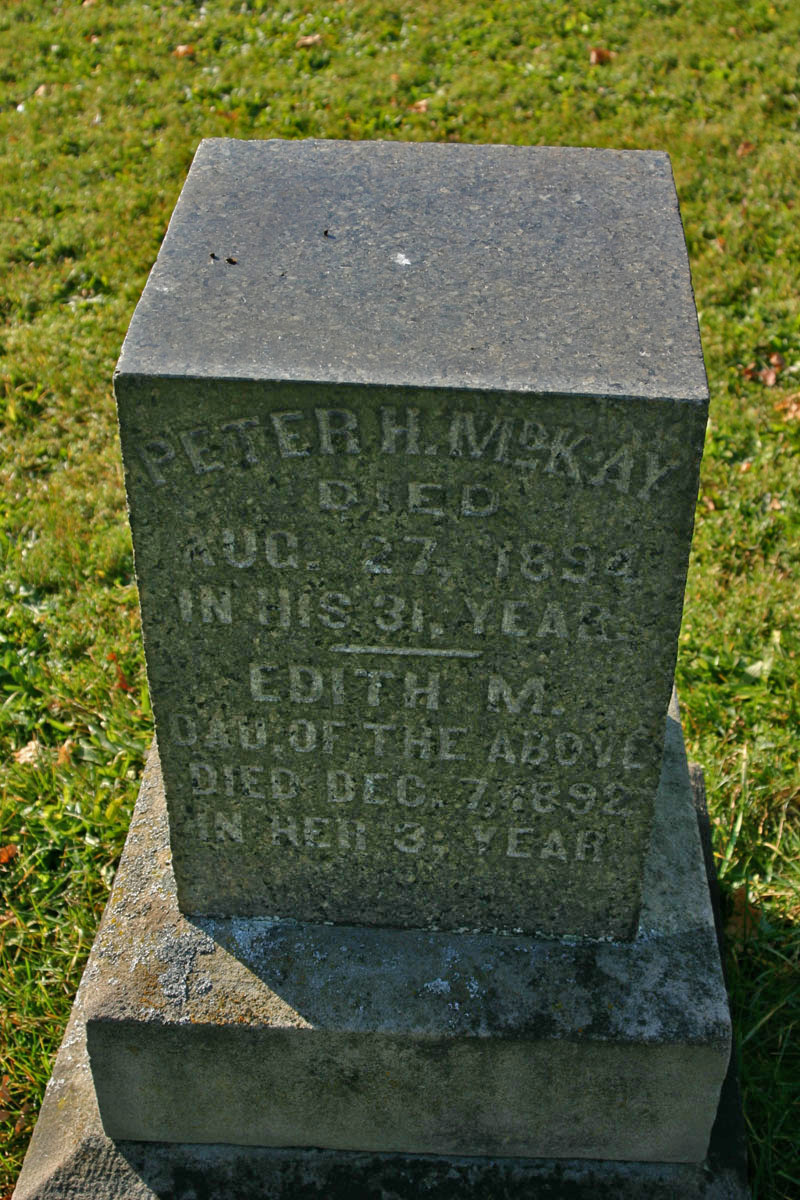 PETER H. McKAY
DIED
AUG. 27, 1894
IN HIS 31, YEAR.
EDITH M.
DAU. OF THE ABOVE
DIED DEC. 7, 1892
IN HER 3, YEAR